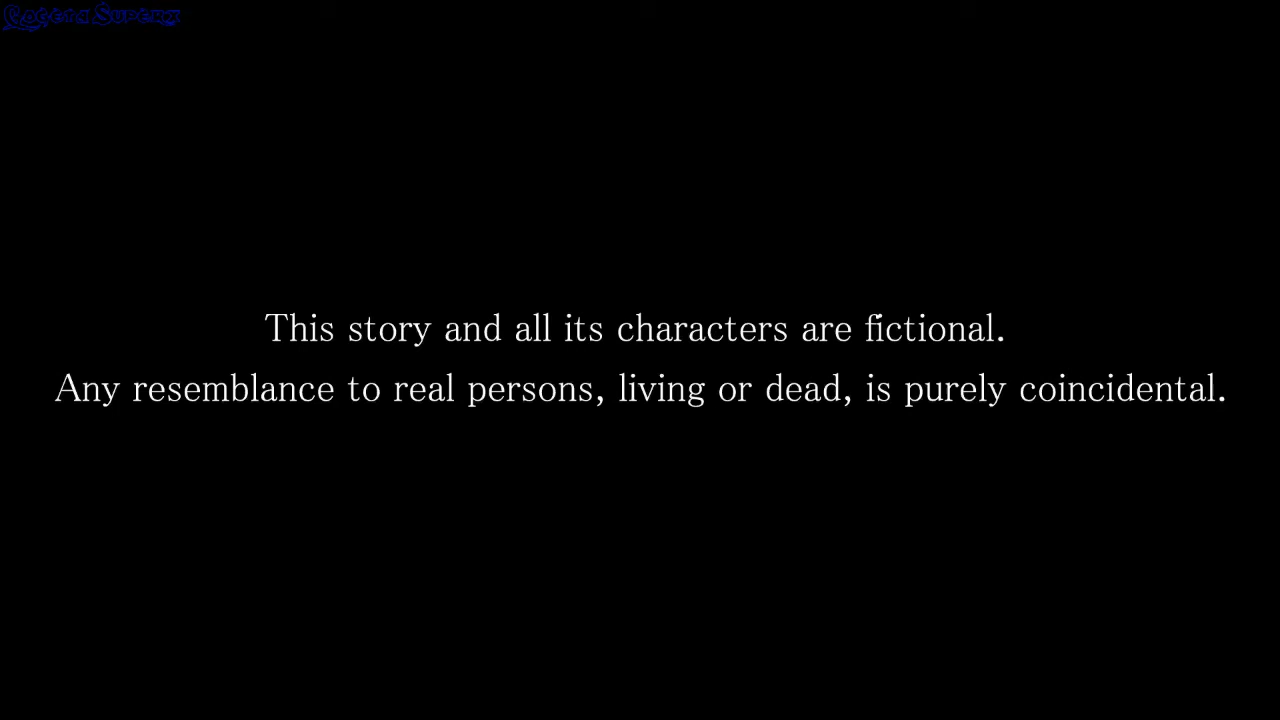 This story and all its characters are fictional.
Any resemblance to real persons, living or dead, is purely coincidental.